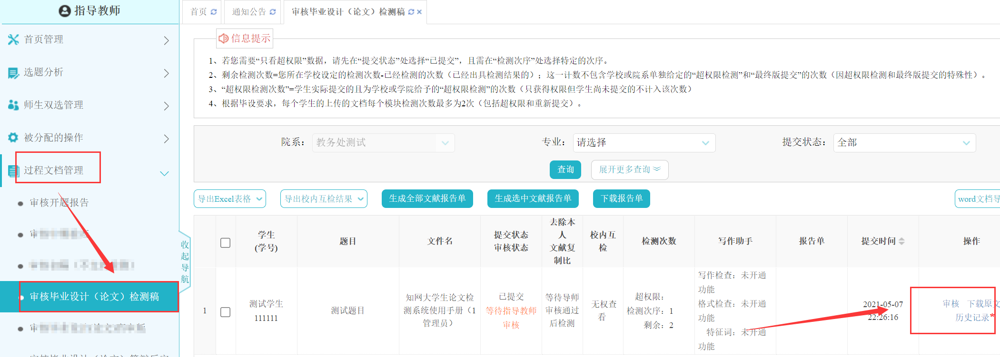 指导教师
首页管理
选题分析
师生双选管理
被分配的操作
过程文档管理
审核开题报告
审
审
审核毕业设计（论文）检测稿
审
收起导航
首页
通知公告
审核毕业设计（论文）检测稿
信息提示
1、若您需要“只看超权限”数据，请先在“提交状态”处选择“已提交”，且需在“检测次序”处选择特定的次序。
2、剩余检测次数=您所在学校设定的检测次数-已经检测的次数（已经出具检测结果的）；这一计数不包含学校或院系单独给定的“超权限检测”和“最终版提交”的次数（因超权限检测和最终版提交的特殊性）。
3、“超权限检测次数”=学生实际提交的且为学校或学院给予的“超权限检测”的次数（只获得权限但学生尚未提交的不计入该次数）
4、根据毕设要求，每个学生的上传的文档每个模块检测次数最多为2次（包括超权限和重新提交）。
院系： 教务处测试
专业： 请选择
提交状态： 全部
查询
展开更多查询
导出Excel表格
导出校内互检结果
生成全部文献报告单
生成选中文献报告单
下载报告单
word文档导
学生
(学号)
题目
文件名
提交状态
审核状态
去除本
人
文献复
制比
校内互
检
检测次数
写作助手
报告单
提交时间
操作
1
测试学生
111111
测试题目
知网大学生论文检
测系统使用手册（1
管理员）
已提交
等待指导教师
审核
等待导师
审核通过
后检测
无权查
看
超权限：
检测次序：1
剩余：2
写作检查：未开通
功能
格式检查：未开通
功能
特征词：未开通
功能
2021-05-07
22:26:16
审核 下载原文
历史记录*